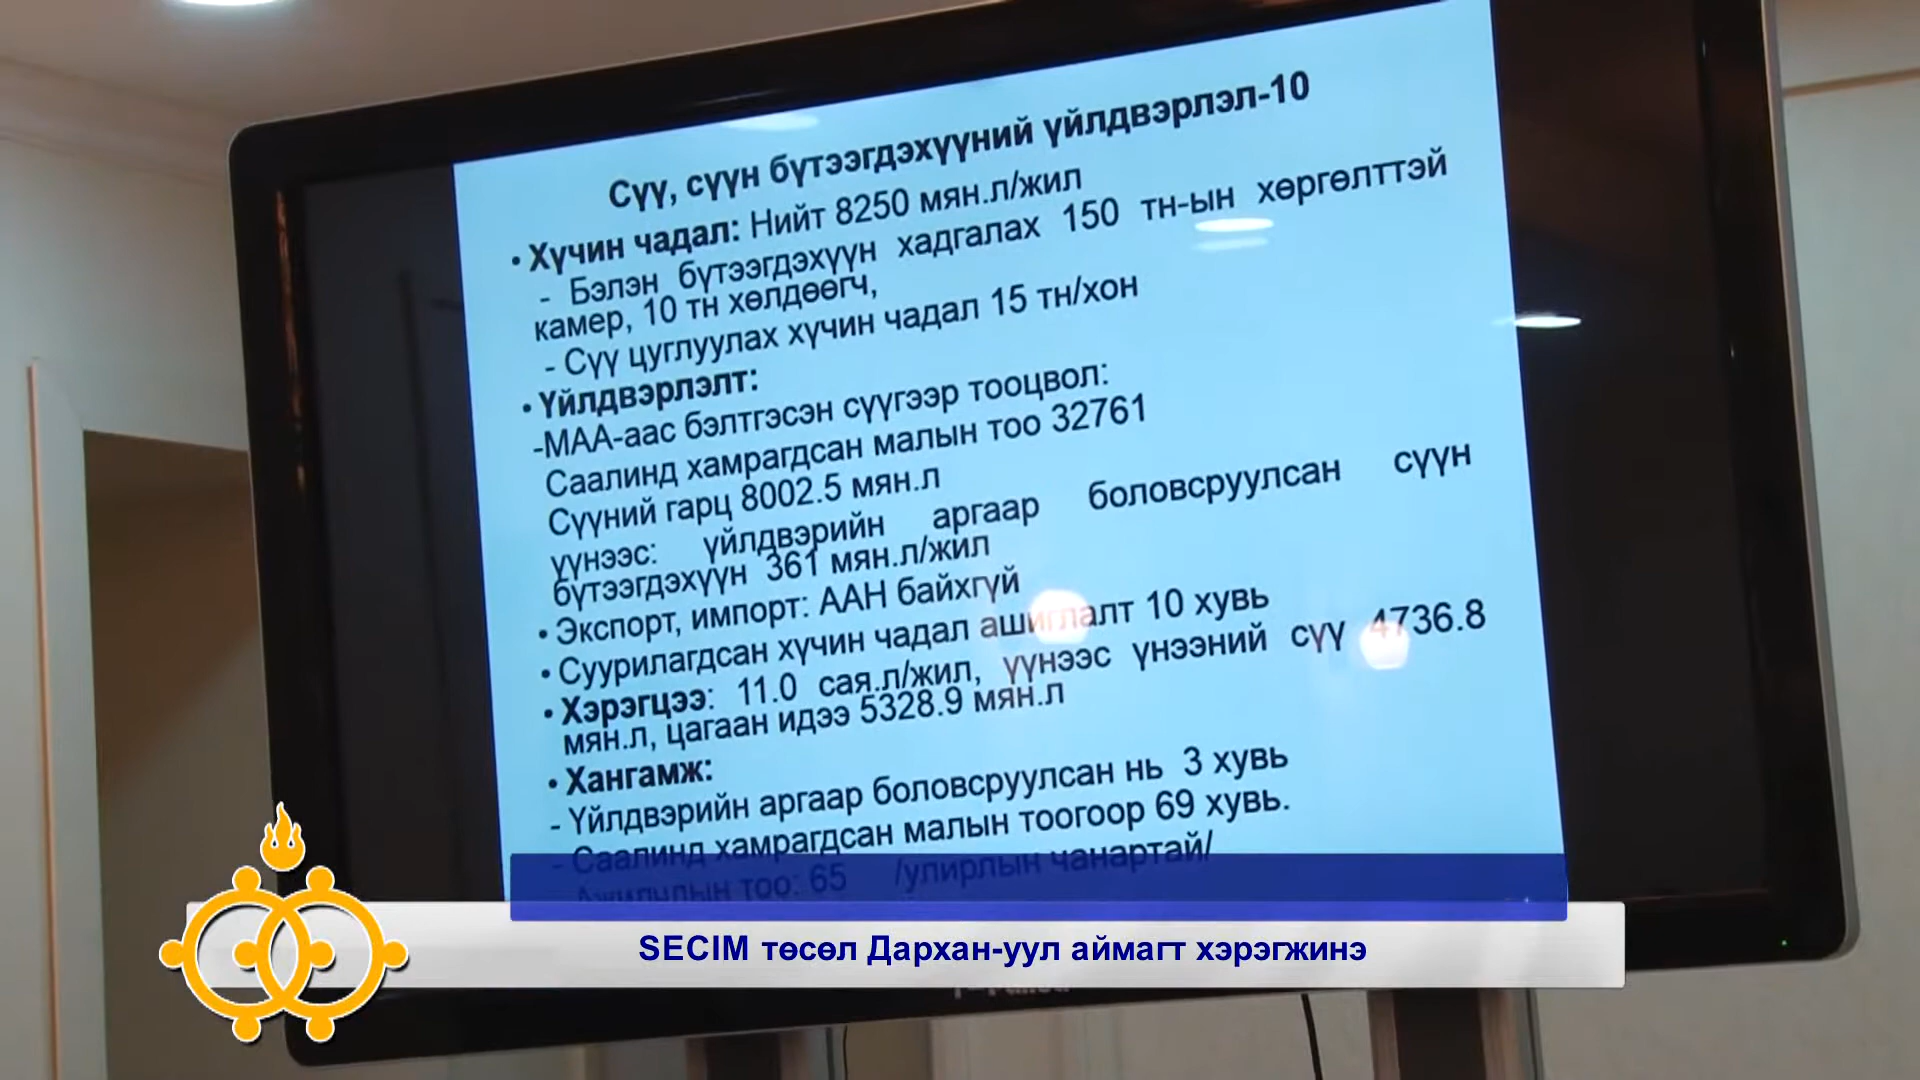 Сүү, сүүн бүтээгдэхүүний үйлдвэрлэл-10
• Хүчин чадал: Нийт 8250 мян.л/жил
- Бэлэн бүтээгдэхүүн хадгалах 150 тн-ын хөргөлттэй
камер, 10 тн хөлдөөгч,
- Сүү цуглуулах хүчин чадал 15 тн/хон
• Үйлдвэрлэлт:
-МАА-аас бэлтгэсэн сүүгээр тооцвол:
Саалинд хамрагдсан малын тоо 32761
Сүүний гарц 8002.5 мян.л
үүнээс: үйлдвэрийн аргаар боловсруулсан сүүн
бүтээгдэхүүн 361 мян.л/жил
• Экспорт, импорт: ААН байхгүй
• Суурилагдсан хүчин чадал ашиглалт 10 хувь
• Хэрэгцээ: 11.0 сая.л/жил, үүнээс үнээний сүү 4736.8
мян.л, цагаан идээ 5328.9 мян.л
• Хангамж:
- Үйлдвэрийн аргаар боловсруулсан нь 3 хувь
- Саалинд хамрагдсан малын тоогоор 69 хувь.
- Ажилчдын тоо: 65 /улирлын чанартай/
SECIM төсөл Дархан-уул аймагт хэрэгжинэ